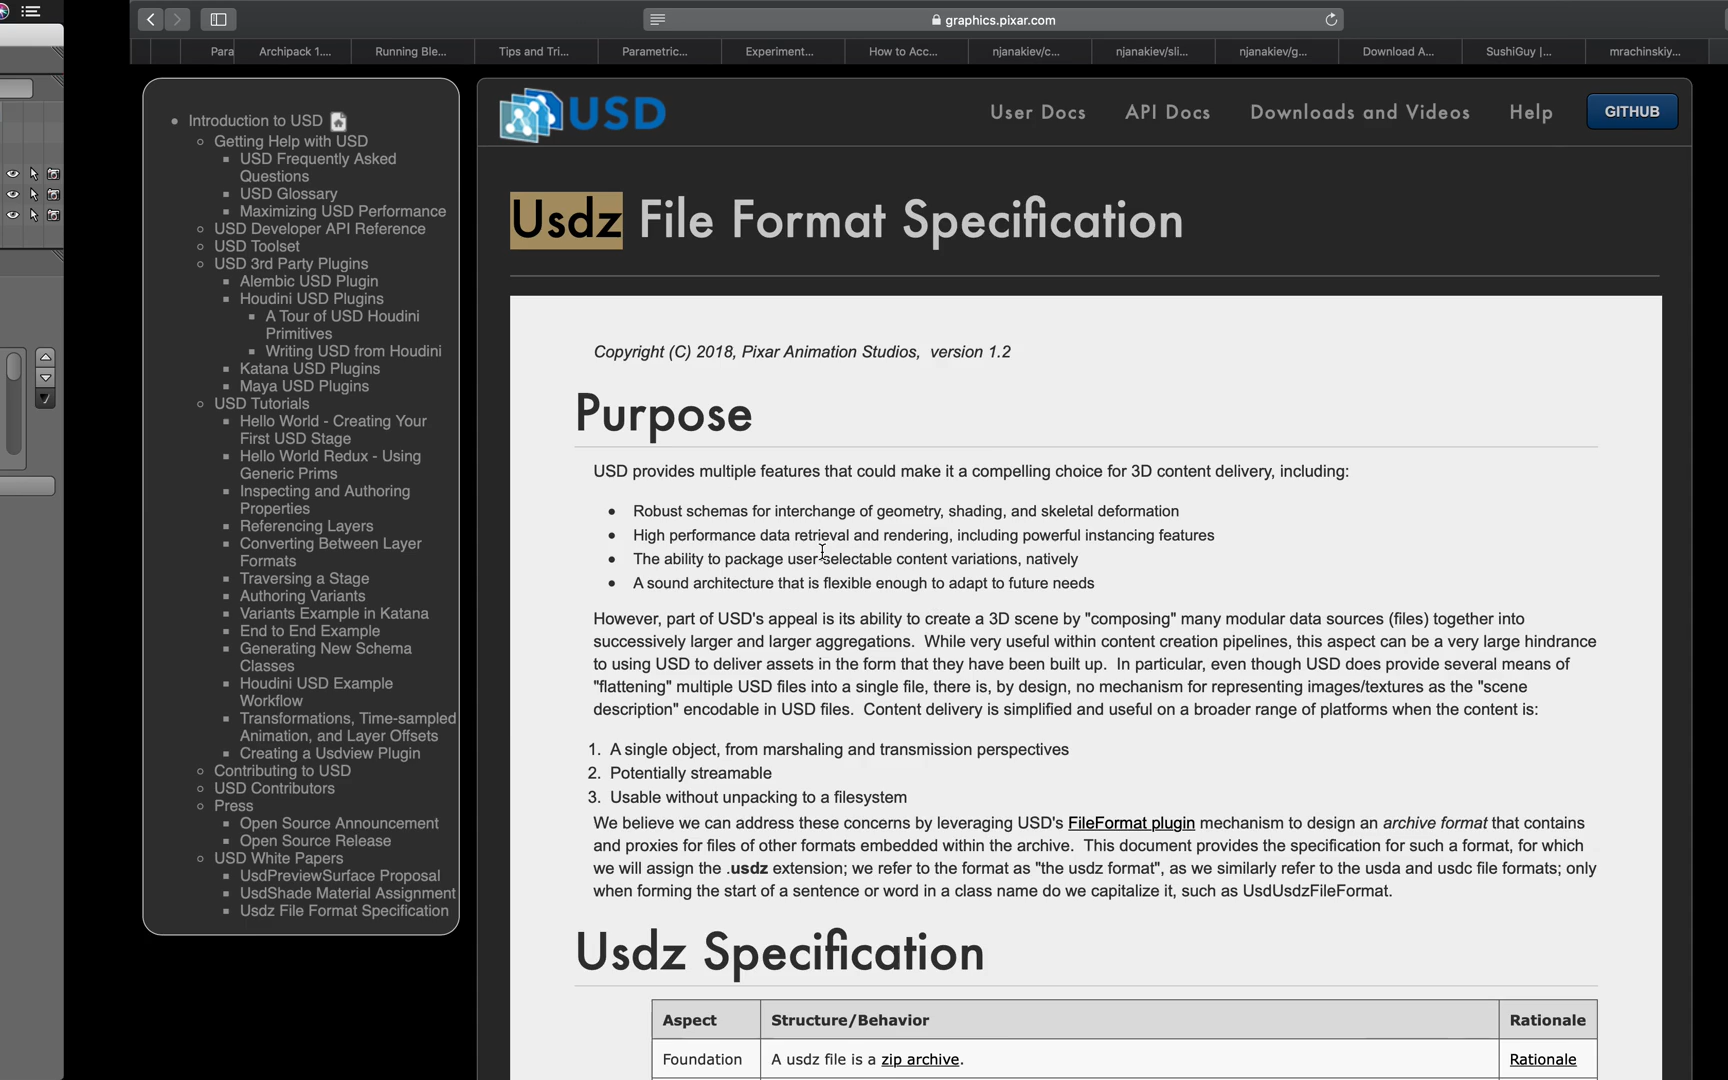 graphics.pixar.com
Para
Archipack 1....
Running Ble...
Tips and Tri...
Parametric...
Experiment...
How to Acc...
njanakiev/c...
njanakiev/sli...
njanakiev/g...
Download A...
SushiGuy |...
mrachinskiy...
Introduction to USD
Getting Help with USD
USD Frequently Asked
Questions
USD Glossary
Maximizing USD Performance
USD Developer API Reference
USD Toolset
USD 3rd Party Plugins
Alembic USD Plugin
Houdini USD Plugins
A Tour of USD Houdini
Primitives
Writing USD from Houdini
Katana USD Plugins
Maya USD Plugins
USD Tutorials
Hello World - Creating Your
First USD Stage
Hello World Redux - Using
Generic Prims
Inspecting and Authoring
Properties
Referencing Layers
Converting Between Layer
Formats
Traversing a Stage
Authoring Variants
Variants Example in Katana
End to End Example
Generating New Schema
Classes
Houdini USD Example
Workflow
Transformations, Time-sampled
Animation, and Layer Offsets
Creating a Usdview Plugin
Contributing to USD
USD Contributors
Press
Open Source Announcement
Open Source Release
USD White Papers
UsdPreviewSurface Proposal
UsdShade Material Assignment
Usdz File Format Specification
USD
User Docs
API Docs
Downloads and Videos
Help
GITHUB
Usdz File Format Specification
Copyright (C) 2018, Pixar Animation Studios, version 1.2
Purpose
USD provides multiple features that could make it a compelling choice for 3D content delivery, including:
• Robust schemas for interchange of geometry, shading, and skeletal deformation
• High performance data retrieval and rendering, including powerful instancing features
• The ability to package user-selectable content variations, natively
• A sound architecture that is flexible enough to adapt to future needs
However, part of USD's appeal is its ability to create a 3D scene by "composing" many modular data sources (files) together into
successively larger and larger aggregations. While very useful within content creation pipelines, this aspect can be a very large hindrance
to using USD to deliver assets in the form that they have been built up. In particular, even though USD does provide several means of
"flattening" multiple USD files into a single file, there is, by design, no mechanism for representing images/textures as the "scene
description" encodable in USD files. Content delivery is simplified and useful on a broader range of platforms when the content is:
1. A single object, from marshaling and transmission perspectives
2. Potentially streamable
3. Usable without unpacking to a filesystem
We believe we can address these concerns by leveraging USD's FileFormat plugin mechanism to design an archive format that contains
and proxies for files of other formats embedded within the archive. This document provides the specification for such a format, for which
we will assign the .usdz extension; we refer to the format as "the usdz format", as we similarly refer to the usda and usdc file formats; only
when forming the start of a sentence or word in a class name do we capitalize it, such as UsdUsdzFileFormat.
Usdz Specification
Aspect Structure/Behavior Rationale
Foundation A usdz file is a zip archive. Rationale